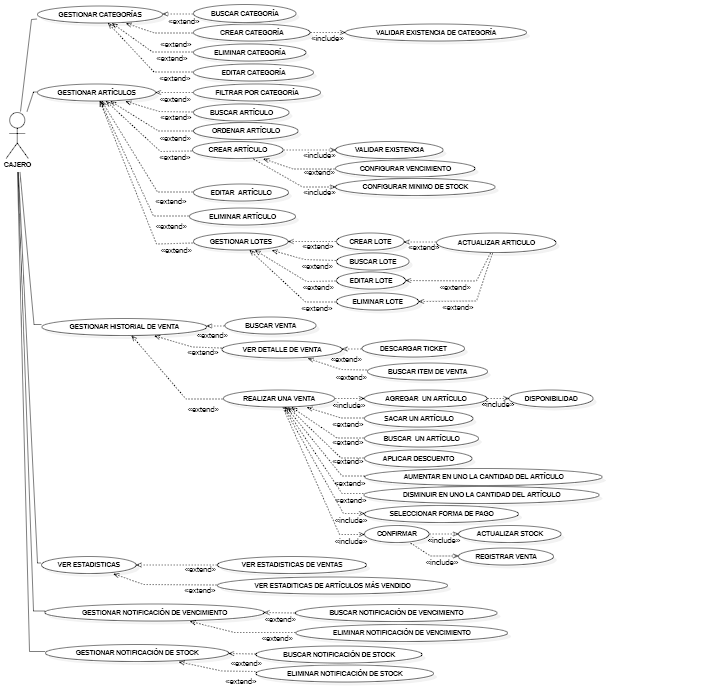 GESTIONAR CATEGORÍAS
BUSCAR CATEGORÍA
«extend»
CREAR CATEGORÍA
«include»
VALIDAR EXISTENCIA DE CATEGORÍA
«extend»
ELIMINAR CATEGORÍA
«extend»
EDITAR CATEGORÍA
«extend»
GESTIONAR ARTÍCULOS
FILTRAR POR CATEGORÍA
«extend»
BUSCAR ARTÍCULO
«extend»
ORDENAR ARTÍCULO
«extend»
CREAR ARTÍCULO
«extend»
VALIDAR EXISTENCIA
«include»
CONFIGURAR VENCIMIENTO
«extend»
CONFIGURAR MINIMO DE STOCK
«include»
CAJERO
EDITAR ARTÍCULO
«extend»
ELIMINAR ARTÍCULO
«extend»
GESTIONAR LOTES
«extend»
CREAR LOTE
«extend»
ACTUALIZAR ARTICULO
«extend»
BUSCAR LOTE
«extend»
EDITAR LOTE
«extend»
«extend»
ELIMINAR LOTE
«extend»
«extend»
GESTIONAR HISTORIAL DE VENTA
BUSCAR VENTA
«extend»
VER DETALLE DE VENTA
«extend»
DESCARGAR TICKET
«extend»
BUSCAR ITEM DE VENTA
«extend»
REALIZAR UNA VENTA
«extend»
AGREGAR UN ARTÍCULO
«include»
DISPONIBILIDAD
«include»
SACAR UN ARTÍCULO
«extend»
BUSCAR UN ARTÍCULO
«extend»
APLICAR DESCUENTO
«extend»
AUMENTAR EN UNO LA CANTIDAD DEL ARTÍCULO
«extend»
DISMINUIR EN UNO LA CANTIDAD DEL ARTÍCULO
«extend»
SELECCIONAR FORMA DE PAGO
«include»
CONFIRMAR
«include»
ACTUALIZAR STOCK
«include»
REGISTRAR VENTA
«include»
VER ESTADISTICAS
VER ESTADISTICAS DE VENTAS
«extend»
VER ESTADITICAS DE ARTÍCULOS MÁS VENDIDO
«extend»
GESTIONAR NOTIFICACIÓN DE VENCIMIENTO
BUSCAR NOTIFICACIÓN DE VENCIMIENTO
«extend»
ELIMINAR NOTIFICACIÓN DE VENCIMIENTO
«extend»
GESTIONAR NOTIFICACIÓN DE STOCK
BUSCAR NOTIFICACIÓN DE STOCK
«extend»
ELIMINAR NOTIFICACIÓN DE STOCK
«extend»